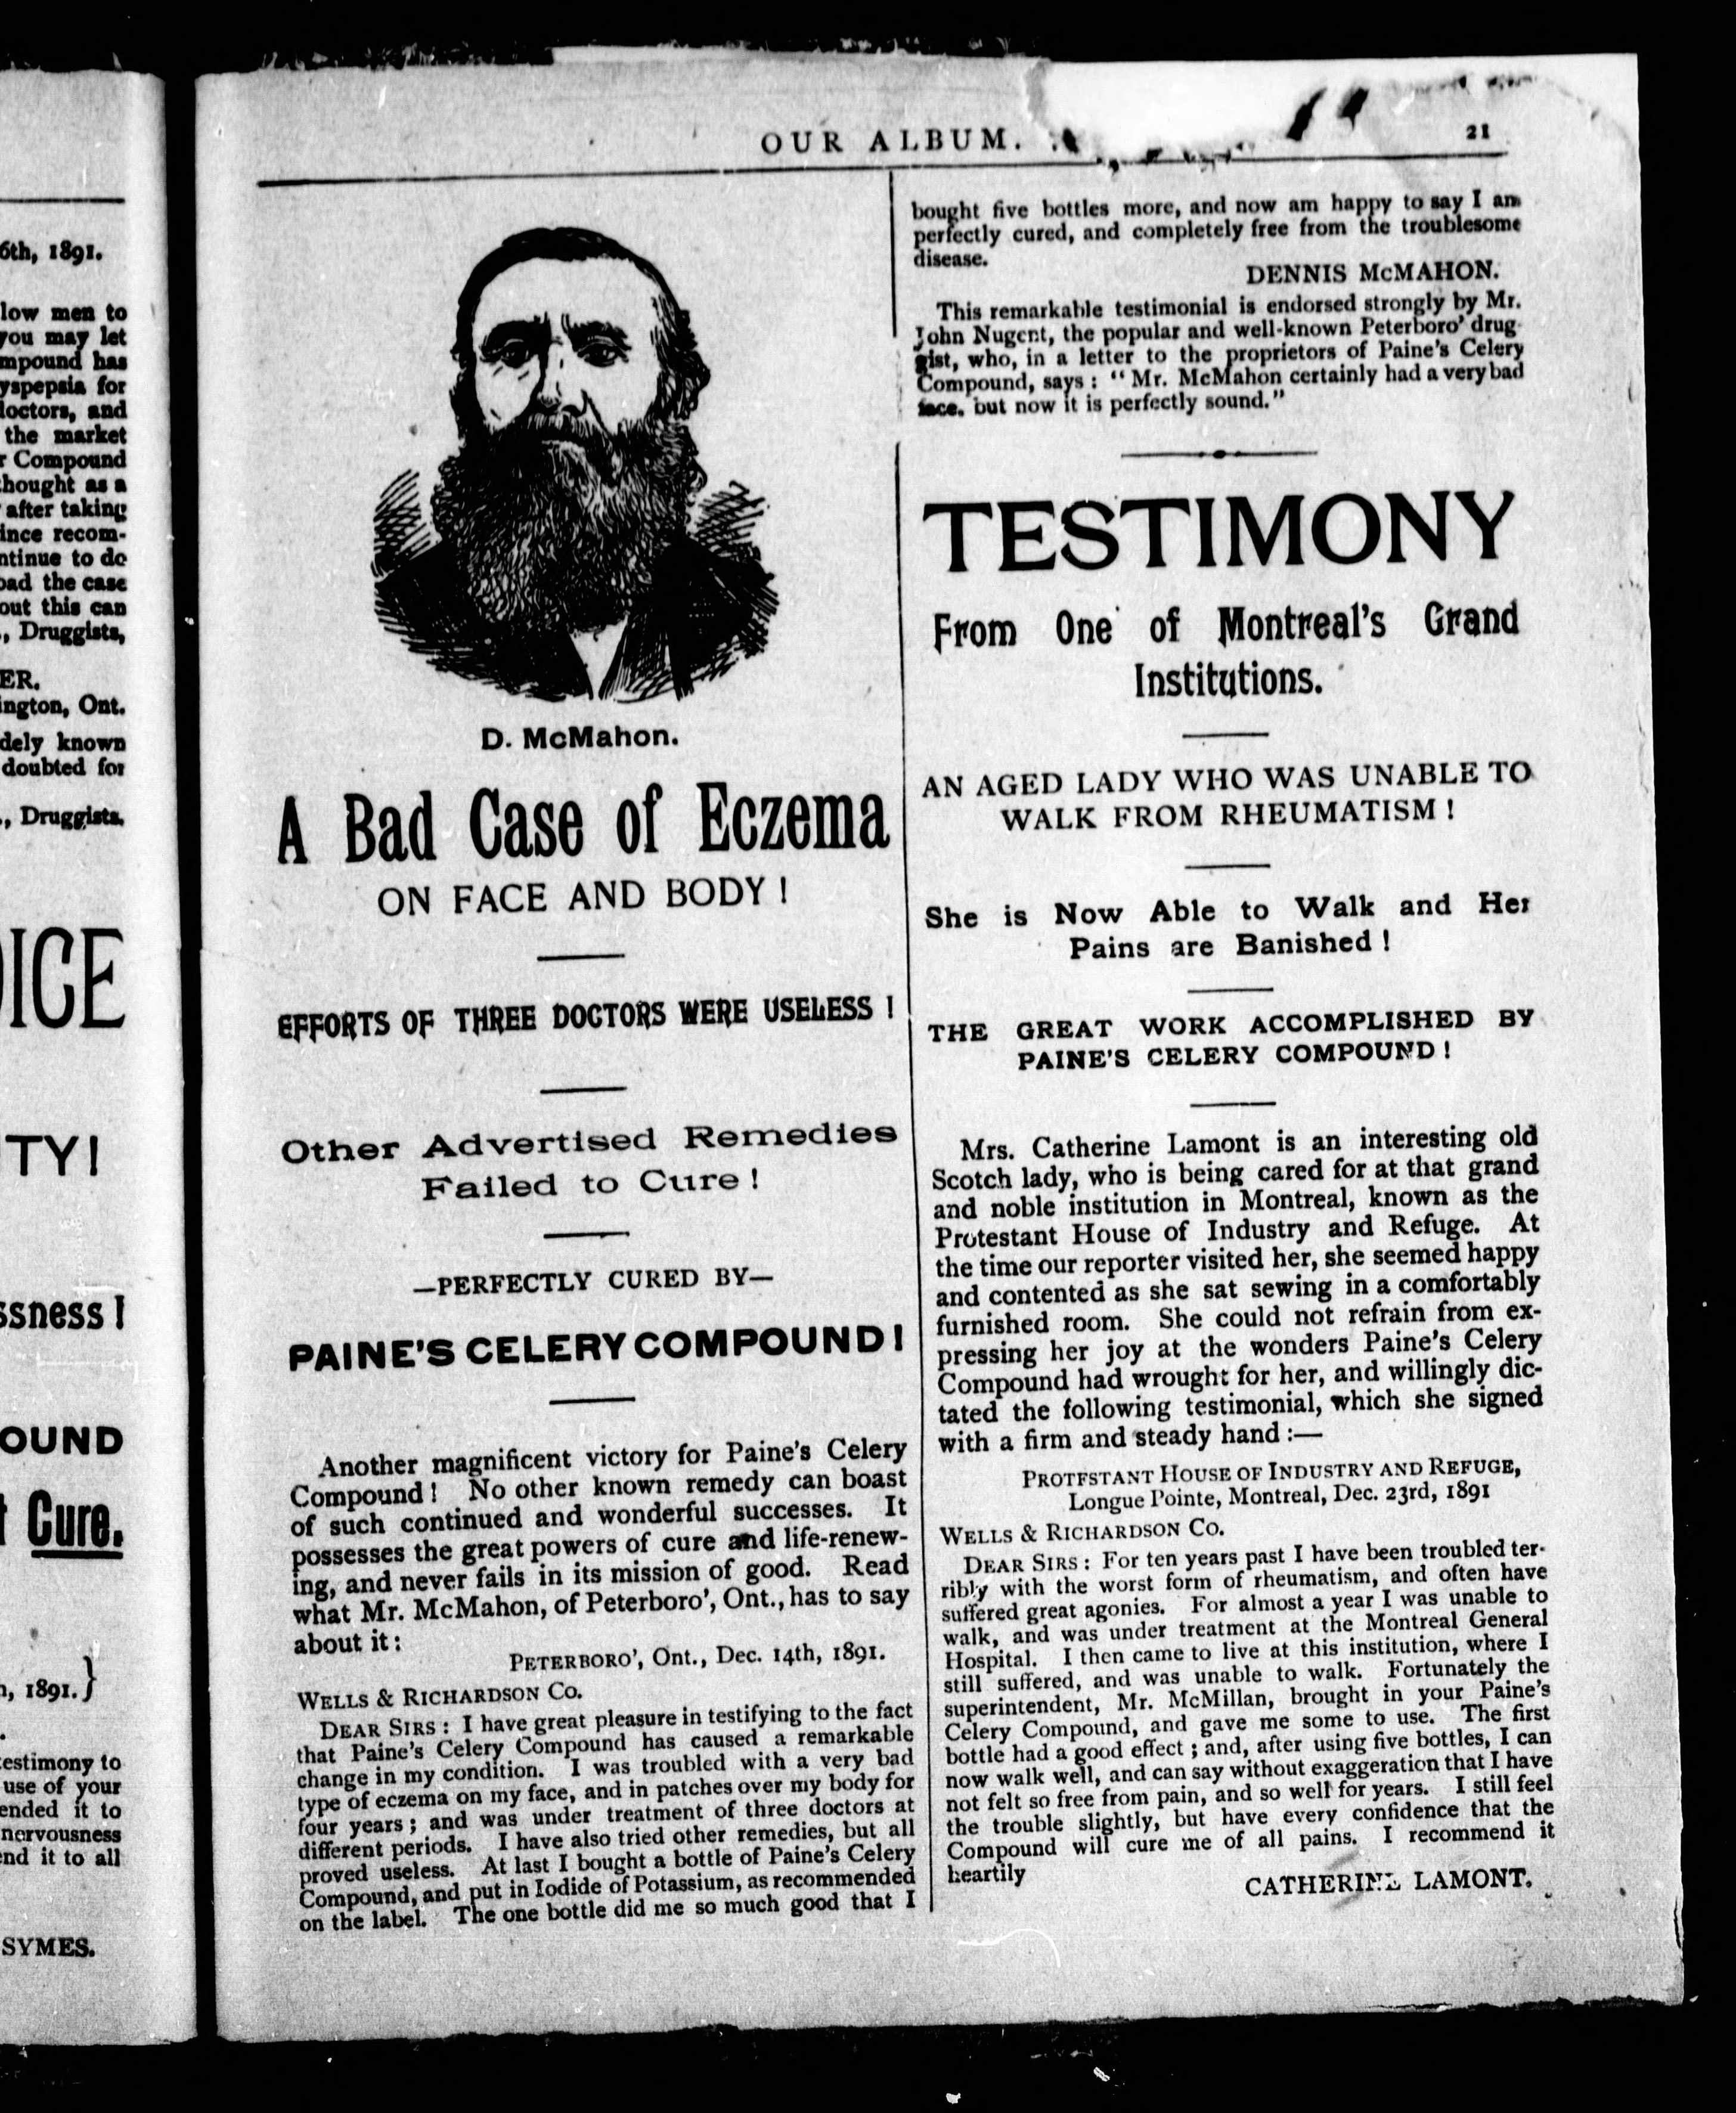 6th, 1891.
low men to
you may let
mpound has
yspepsia for
doctors, and
the market
r Compound
thought as a
after taking
ince recom-
ntinue to do
bad the case
out this can
., Druggists,
ER.
ington, Ont.
dely known
doubted for
., Druggists.
ICE
TY!
ssness!
OUND
t Cure.
1891.}
testimony to
use of your
ended it to
nervousness
end it to all
SYMES.
OUR ALBUM.
21
D. McMahon.
A Bad Case of Eczema
ON FACE AND BODY!
EFFORTS OF THREE DOCTORS WERE USELESS!
Other Advertised Remedies
Failed to Cure!
—PERFECTLY CURED BY—
PAINE'S CELERY COMPOUND!
Another magnificent victory for Paine's Celery
Compound! No other known remedy can boast
of such continued and wonderful successes. It
possesses the great powers of cure and life-renew-
ing, and never fails in its mission of good. Read
what Mr. McMahon, of Peterboro', Ont., has to say
about it:
PETERBORO', Ont., Dec. 14th, 1891.
WELLS & RICHARDSON CO.
DEAR SIRS: I have great pleasure in testifying to the fact
that Paine's Celery Compound has caused a remarkable
change in my condition. I was troubled with a very bad
type of eczema on my face, and in patches over my body for
four years; and was under treatment of three doctors at
different periods. I have also tried other remedies, but all
proved useless. At last I bought a bottle of Paine's Celery
Compound, and put in Iodide of Potassium, as recommended
on the label. The one bottle did me so much good that I
bought five bottles more, and now am happy to say I am
perfectly cured, and completely free from the troublesome
disease.
DENNIS McMAHON.
This remarkable testimonial is endorsed strongly by Mr.
John Nugent, the popular and well-known Peterboro' drug-
gist, who, in a letter to the proprietors of Paine's Celery
Compound, says: "Mr. McMahon certainly had a very bad
face, but now it is perfectly sound."
TESTIMONY
From One of Montreal's Grand
Institutions.
AN AGED LADY WHO WAS UNABLE TO
WALK FROM RHEUMATISM!
She is Now Able to Walk and Her
Pains are Banished!
THE GREAT WORK ACCOMPLISHED BY
PAINE'S CELERY COMPOUND!
Mrs. Catherine Lamont is an interesting old
Scotch lady, who is being cared for at that grand
and noble institution in Montreal, known as the
Protestant House of Industry and Refuge. At
the time our reporter visited her, she seemed happy
and contented as she sat sewing in a comfortably
furnished room. She could not refrain from ex-
pressing her joy at the wonders Paine's Celery
Compound had wrought for her, and willingly dic-
tated the following testimonial, which she signed
with a firm and steady hand:—
PROTESTANT HOUSE OF INDUSTRY AND REFUGE,
Longue Pointe, Montreal, Dec. 23rd, 1891
WELLS & RICHARDSON CO.
DEAR SIRS: For ten years past I have been troubled ter-
ribly with the worst form of rheumatism, and often have
suffered great agonies. For almost a year I was unable to
walk, and was under treatment at the Montreal General
Hospital. I then came to live at this institution, where I
still suffered, and was unable to walk. Fortunately the
superintendent, Mr. McMillan, brought in your Paine's
Celery Compound, and gave me some to use. The first
bottle had a good effect; and, after using five bottles, I can
now walk well, and can say without exaggeration that I have
not felt so free from pain, and so well for years. I still feel
the trouble slightly, but have every confidence that the
Compound will cure me of all pains. I recommend it
heartily
CATHERINE LAMONT.